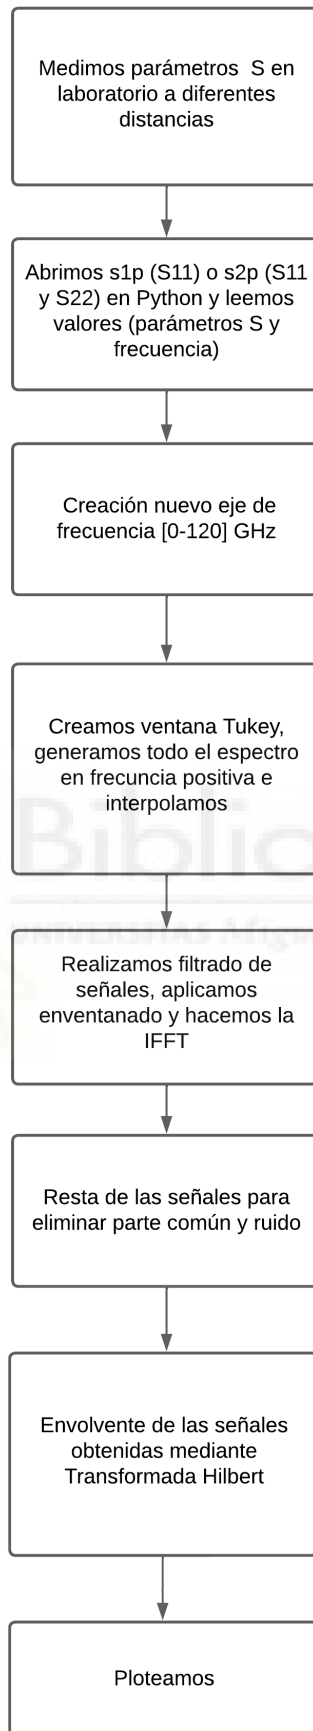 Medimos parámetros S en
laboratorio a diferentes
distancias
Abrimos s1p (S11) o s2p (S11
y S22) en Python y leemos
valores (parámetros S y
frecuencia)
Creación nuevo eje de
frecuencia [0-120] GHz
Creamos ventana Tukey,
generamos todo el espectro
en frecuncia positiva e
interpolamos
Biblio
UNIVERSITAS Mig
Realizamos filtrado de
señales, aplicamos
enventanado y hacemos la
IFFT
Resta de las señales para
eliminar parte común y ruido
Envolvente de las señales
obtenidas mediante
Transformada Hilbert
Ploteamos